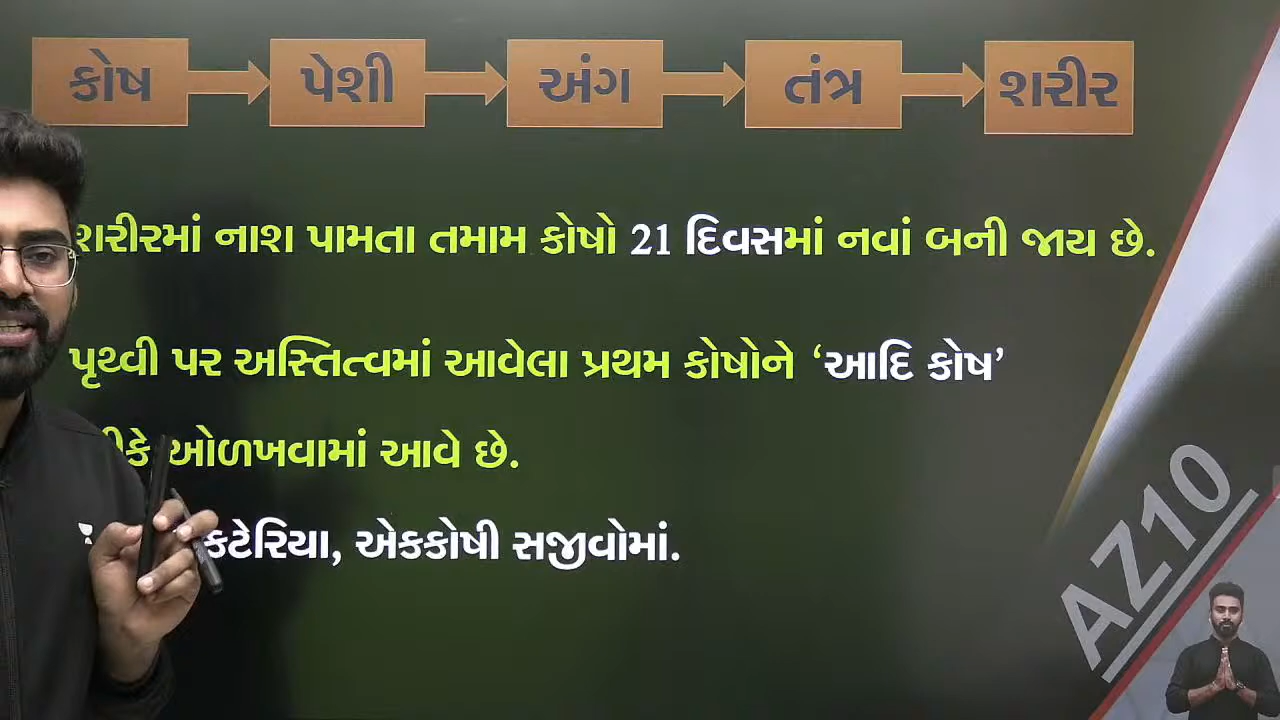 કોષ પેશી અંગ તંત્ર શરીર
શરીરમાં નાશ પામતા તમામ કોષો 21 દિવસમાં નવાં બની જાય છે.
પૃથ્વી પર અસ્તિત્વમાં આવેલા પ્રથમ કોષોને ‘આદિ કોષ’
ઓળખવામાં આવે છે.
એકકોષી સજીવોમાં.
AZ10